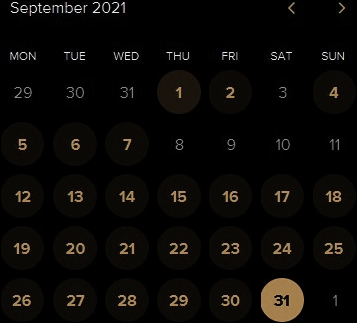 September 2021
MON TUE WED THU FRI SAT SUN
29 30 31 1 2 3 4
5 6 7 8 9 10 11
12 13 14 15 16 17 18
19 20 21 22 23 24 25
26 27 28 29 30 31 1